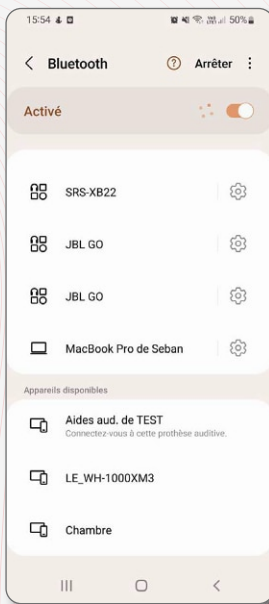 15:54 50%
Bluetooth Arrêter
Activé
SRS-XB22
JBL GO
JBL GO
MacBook Pro de Seban
Appareils disponibles
Aides aud. de TEST
Connectez-vous à cette prothèse auditive.
LE_WH-1000XM3
Chambre